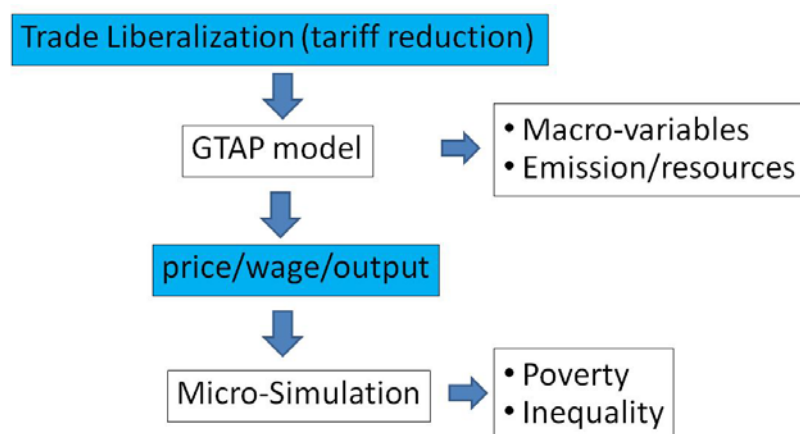 Trade Liberalization (tariff reduction)
GTAP model
• Macro-variables
• Emission/resources
price/wage/output
Micro-Simulation
• Poverty
• Inequality